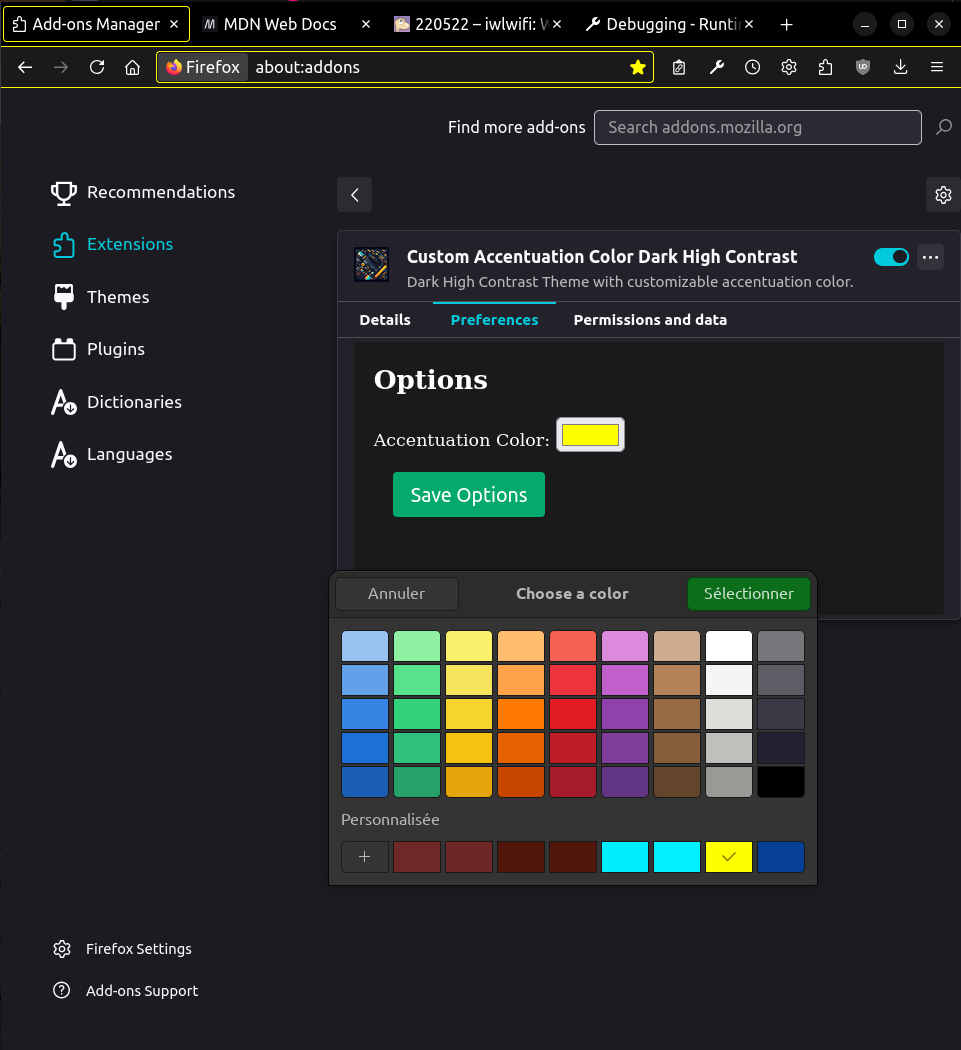 Add-ons Manager
MDN Web Docs
220522 – iwlwifi:
Debugging - Runti
Firefox
about:addons
Find more add-ons
Search addons.mozilla.org
Recommendations
Extensions
Themes
Plugins
Dictionaries
Languages
Custom Accentuation Color Dark High Contrast
Dark High Contrast Theme with customizable accentuation color.
Details
Preferences
Permissions and data
Options
Accentuation Color:
Save Options
Annuler
Choose a color
Sélectionner
Personnalisée
Firefox Settings
Add-ons Support